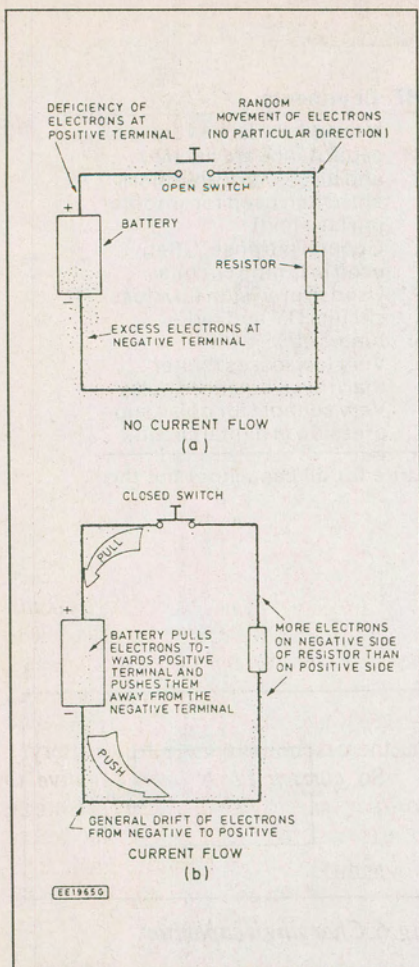 DEFICIENCY OF
ELECTRONS AT
POSITIVE TERMINAL
RANDOM
MOVEMENT OF ELECTRONS
(NO PARTICULAR DIRECTION)
OPEN SWITCH
+
BATTERY
RESISTOR
−
EXCESS ELECTRONS AT
NEGATIVE TERMINAL
NO CURRENT FLOW
(a)
CLOSED SWITCH
PULL
+
BATTERY PULLS
ELECTRONS TO-
WARDS POSITIVE
TERMINAL AND
PUSHES THEM
AWAY FROM THE
NEGATIVE TERMINAL
−
MORE ELECTRONS
ON NEGATIVE SIDE
OF RESISTOR THAN
ON POSITIVE SIDE
PUSH
GENERAL DRIFT OF ELECTRONS
FROM NEGATIVE TO POSITIVE
CURRENT FLOW
(b)
EE1965G